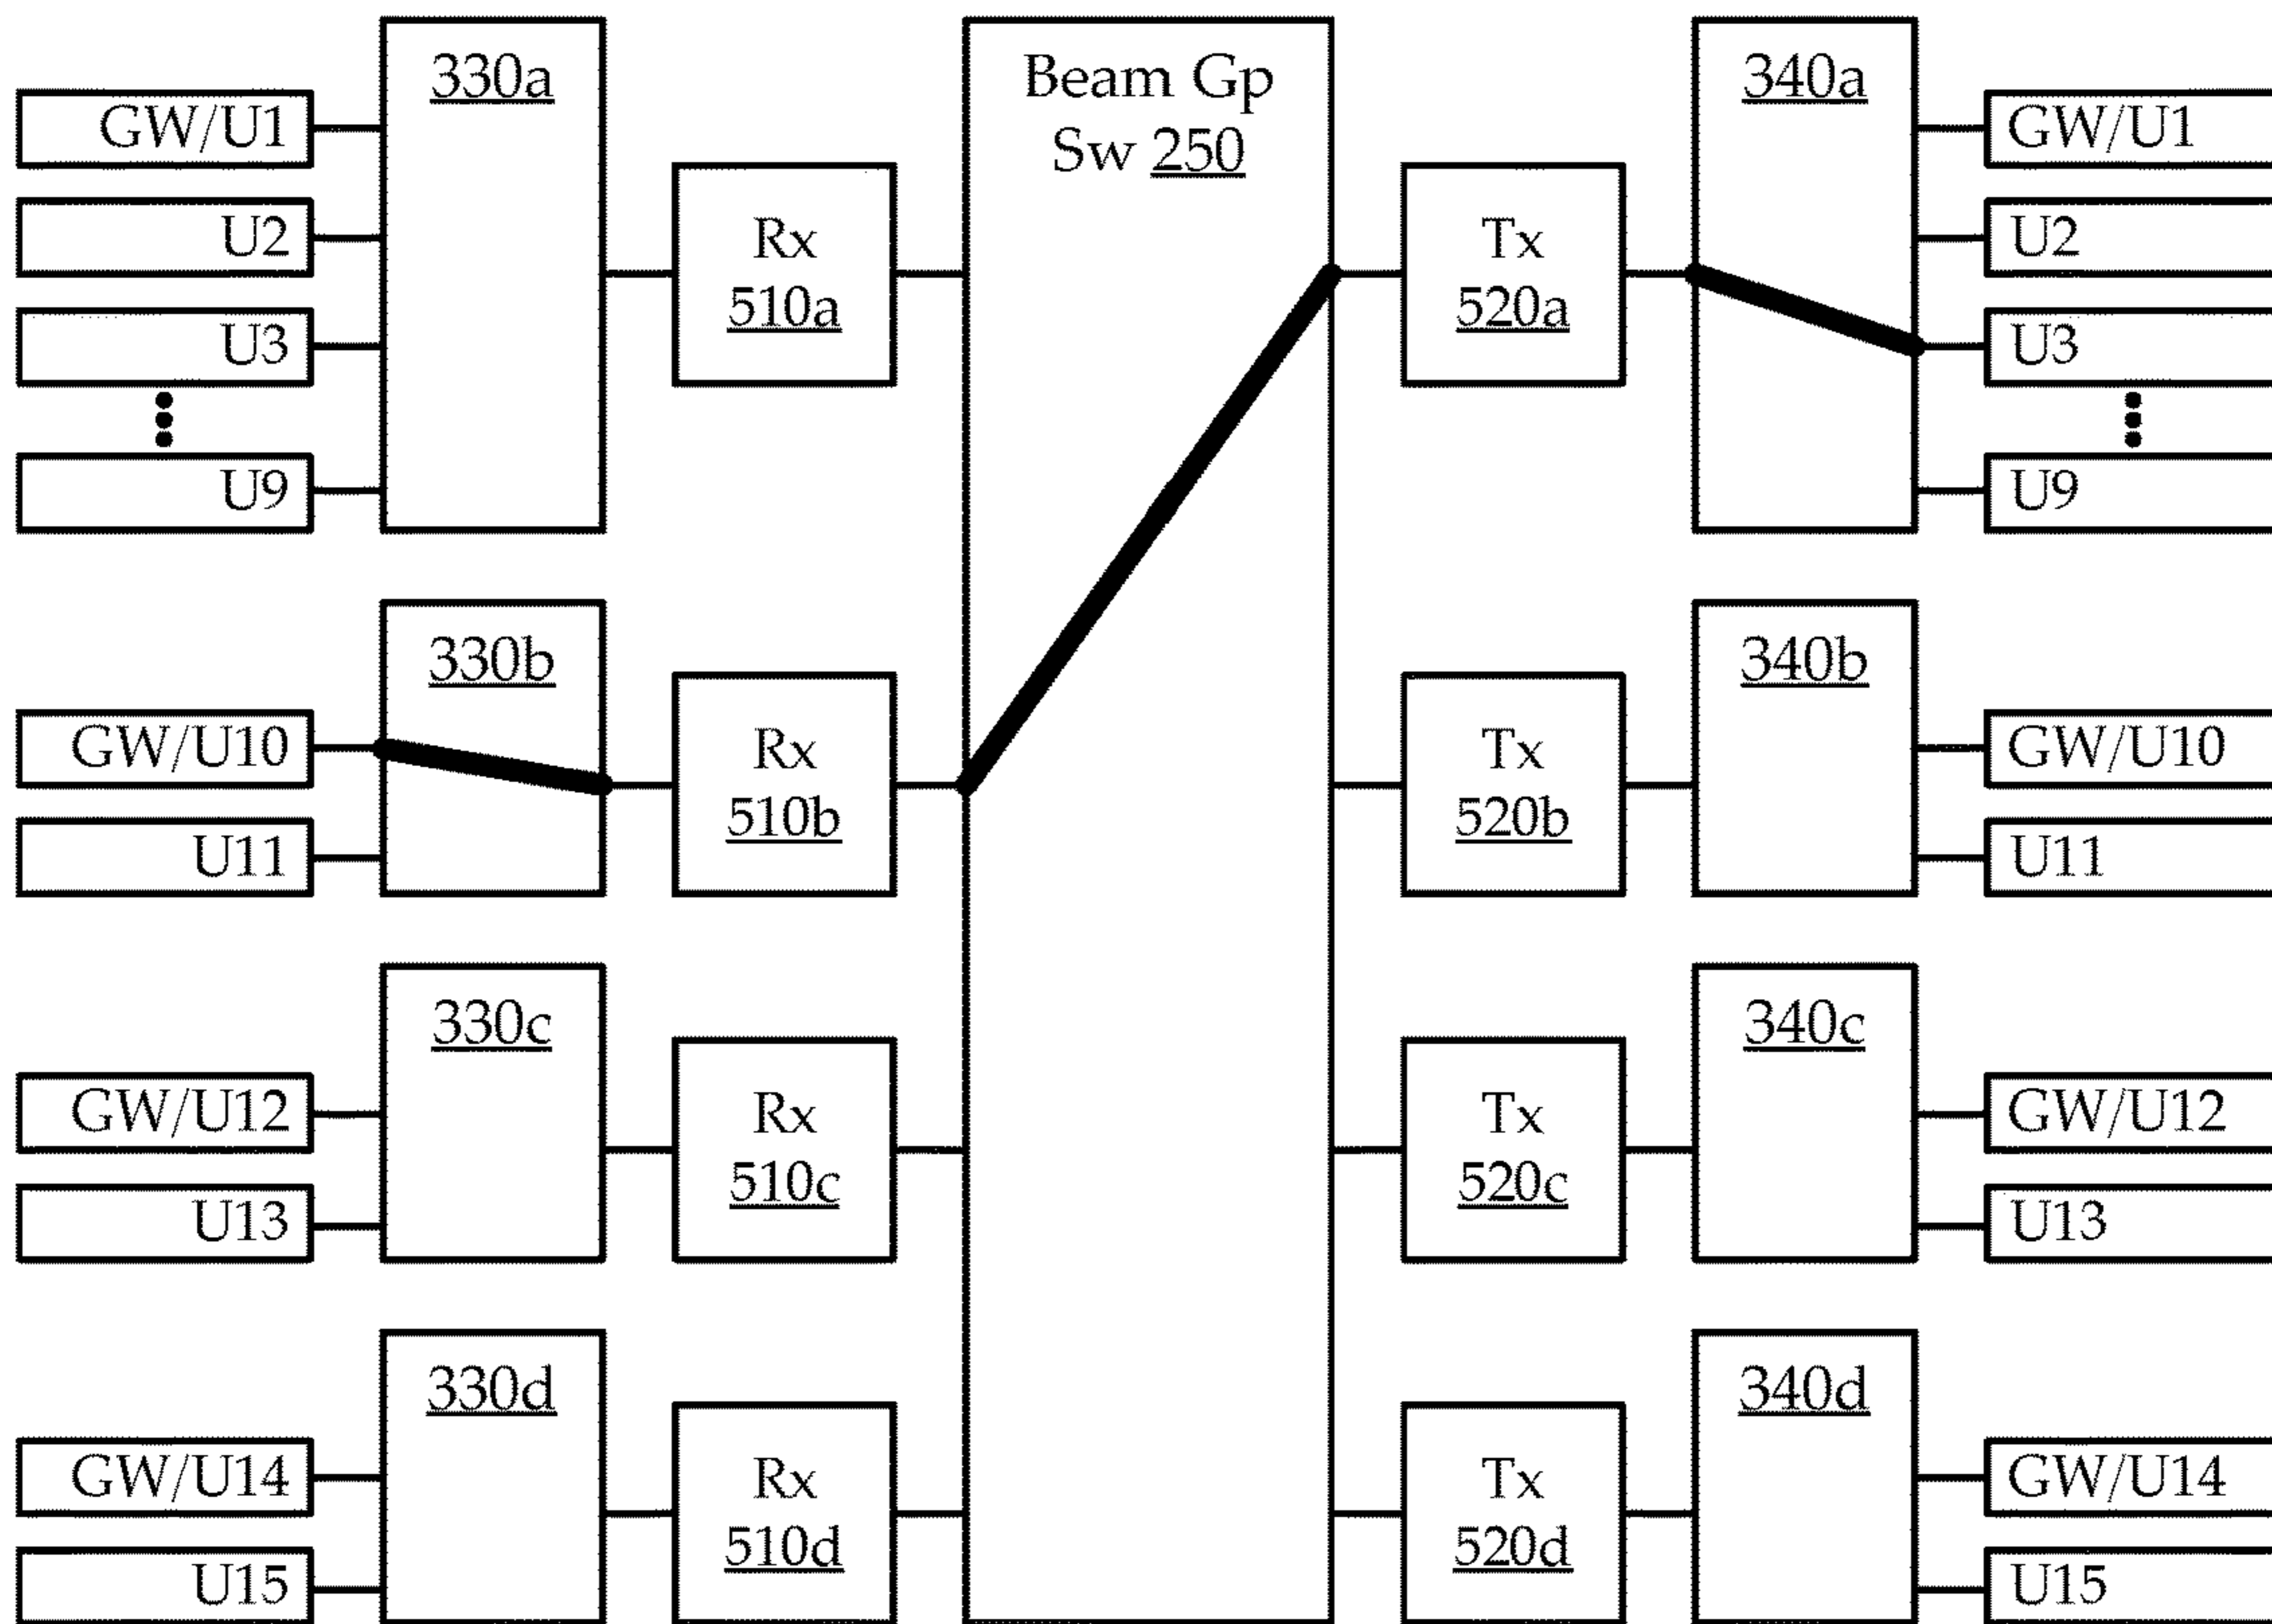 GW/U1
U2
U3
U9
330a
Rx
510a
Beam Gp
Sw 250
Tx
520a
340a
GW/U1
U2
U3
U9
GW/U10
U11
330b
Rx
510b
Tx
520b
340b
GW/U10
U11
GW/U12
U13
330c
Rx
510c
Tx
520c
340c
GW/U12
U13
GW/U14
U15
330d
Rx
510d
Tx
520d
340d
GW/U14
U15